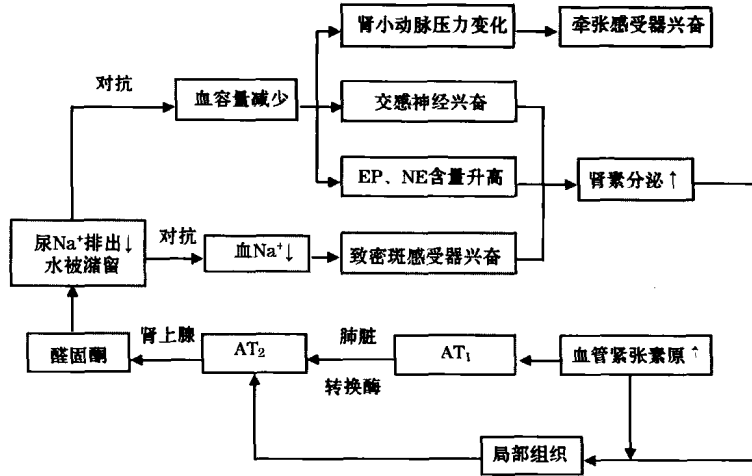 肾小动脉压力变化
牵张感受器兴奋
对抗
血容量减少
交感神经兴奋
EP、NE含量升高
肾素分泌↑
尿Na⁺排出↓
水被潴留
对抗
血Na⁺↓
致密斑感受器兴奋
肾上腺
肺脏
醛固酮
AT₂
AT₁
血管紧张素原↑
转换酶
局部组织